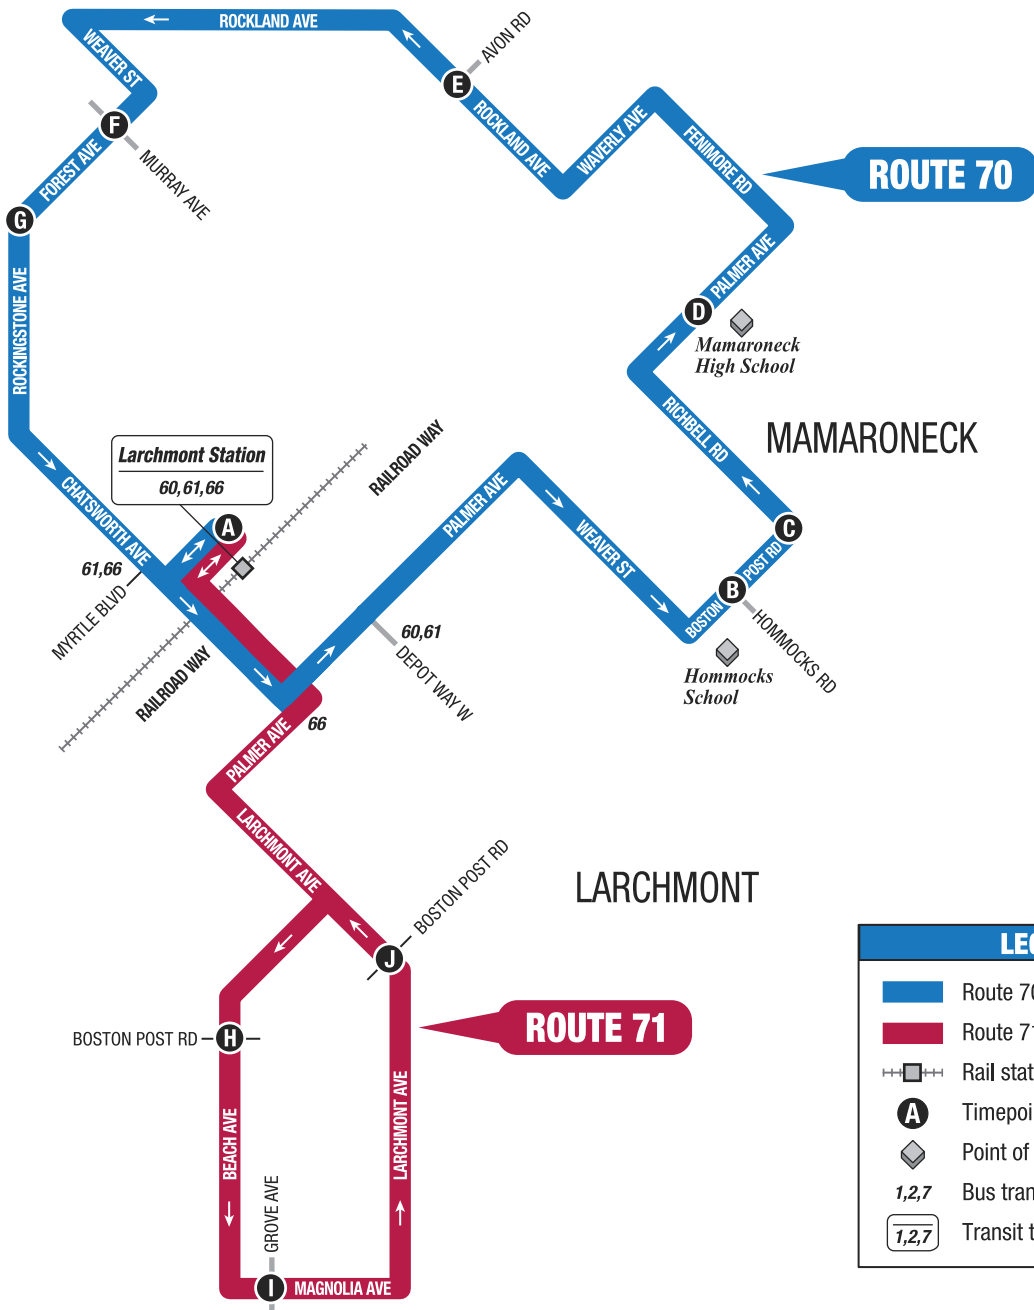 ROCKLAND AVE
AVON RD
WEAVER ST
E
ROCKLAND AVE
WAVERLY AVE
FENIMORE RD
ROUTE 70
F
FOREST AVE
MURRAY AVE
G
PALMER AVE
ROCKINGSTONE AVE
D
Mamaroneck
High School
RICHBELL RD
MAMARONECK
Larchmont Station
60,61,66
RAILROAD WAY
CHATSWORTH AVE
A
PALMER AVE
WEAVER ST
C
61,66
MYRTLE BLVD
BOSTON POST RD
B
HOMMOCKS RD
60,61
DEPOT WAY W
RAILROAD WAY
Hommocks
School
66
PALMER AVE
LARCHMONT AVE
BOSTON POST RD
LARCHMONT
J
ROUTE 71
BOSTON POST RD
H
BEACH AVE
LARCHMONT AVE
GROVE AVE
I
MAGNOLIA AVE
LEG
Route 70
Route 71
Rail stat
A
Timepoi
Point of
1,2,7
Bus tran
1,2,7
Transit t